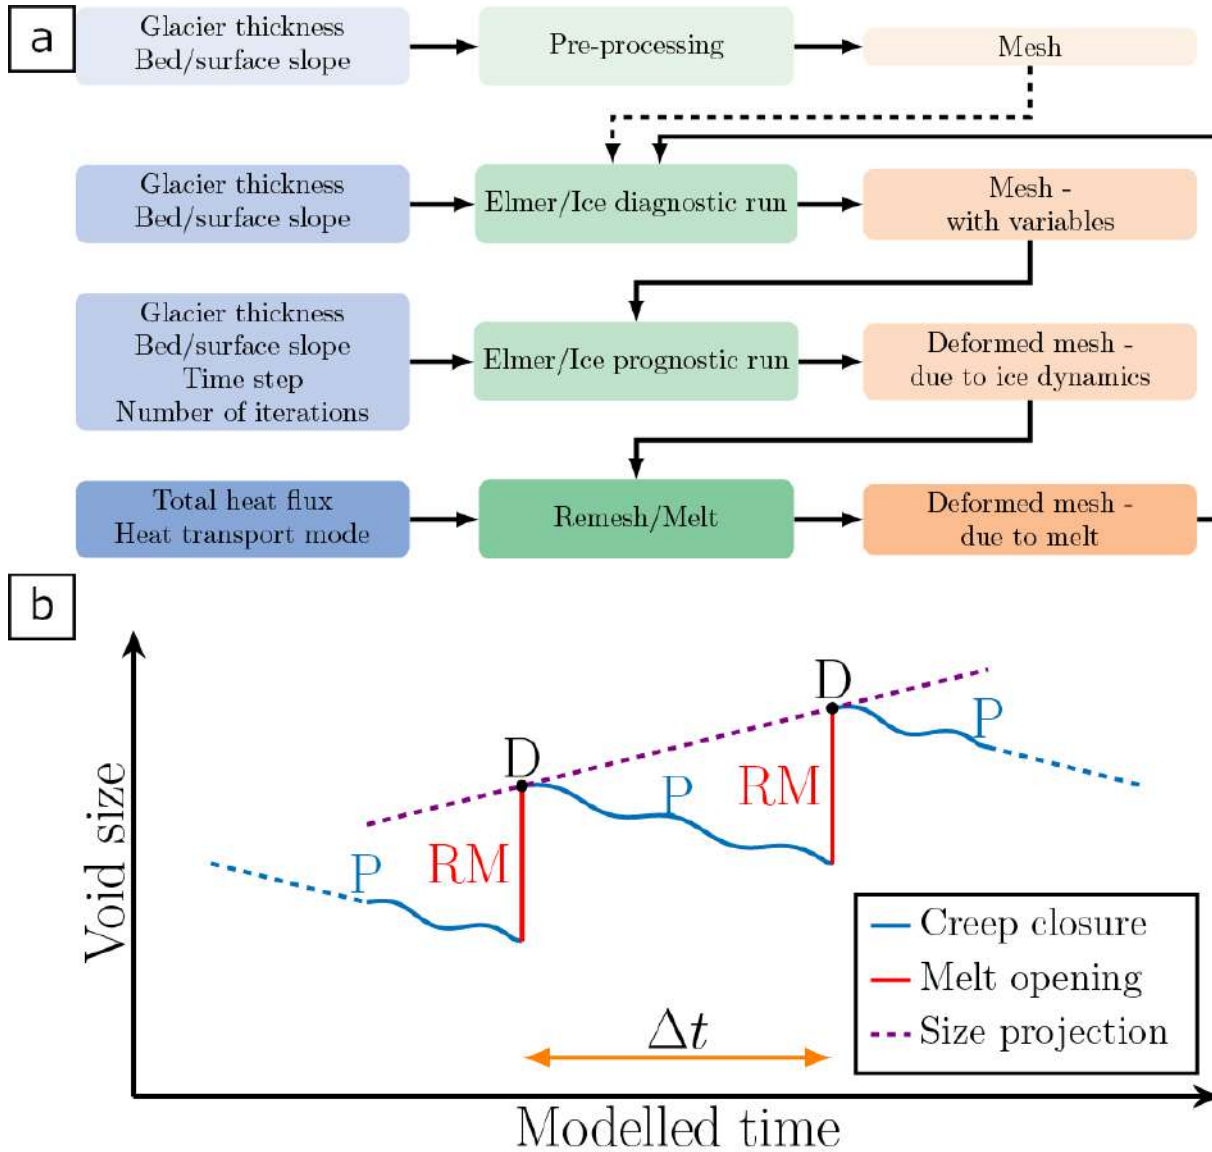 a
Glacier thickness
Bed/surface slope
Pre-processing
Mesh
Glacier thickness
Bed/surface slope
Elmer/Ice diagnostic run
Mesh -
with variables
Glacier thickness
Bed/surface slope
Time step
Number of iterations
Elmer/Ice prognostic run
Deformed mesh -
due to ice dynamics
Total heat flux
Heat transport mode
Remesh/Melt
Deformed mesh -
due to melt
b
Void size
D
D
P
P
P
RM
RM
Creep closure
Melt opening
Size projection
Δt
Modelled time